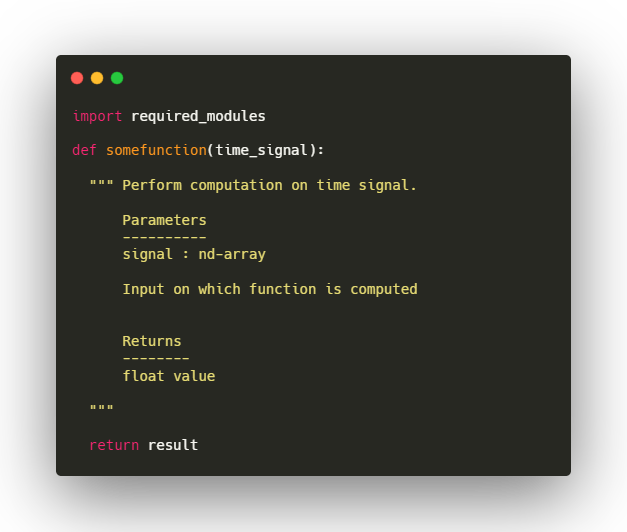 import required_modules
def somefunction(time_signal):
""" Perform computation on time signal.
Parameters
----------
signal : nd-array
Input on which function is computed
Returns
--------
float value
"""
return result